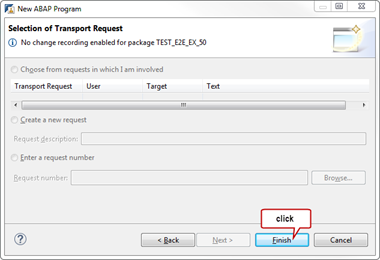 New ABAP Program
Selection of Transport Request
No change recording enabled for package TEST_E2E_EX_50
Choose from requests in which I am involved
Transport Request User Target Text
Create a new request
Request description:
Enter a request number
Request number: Browse...
click
? < Back Next > Finish Cancel